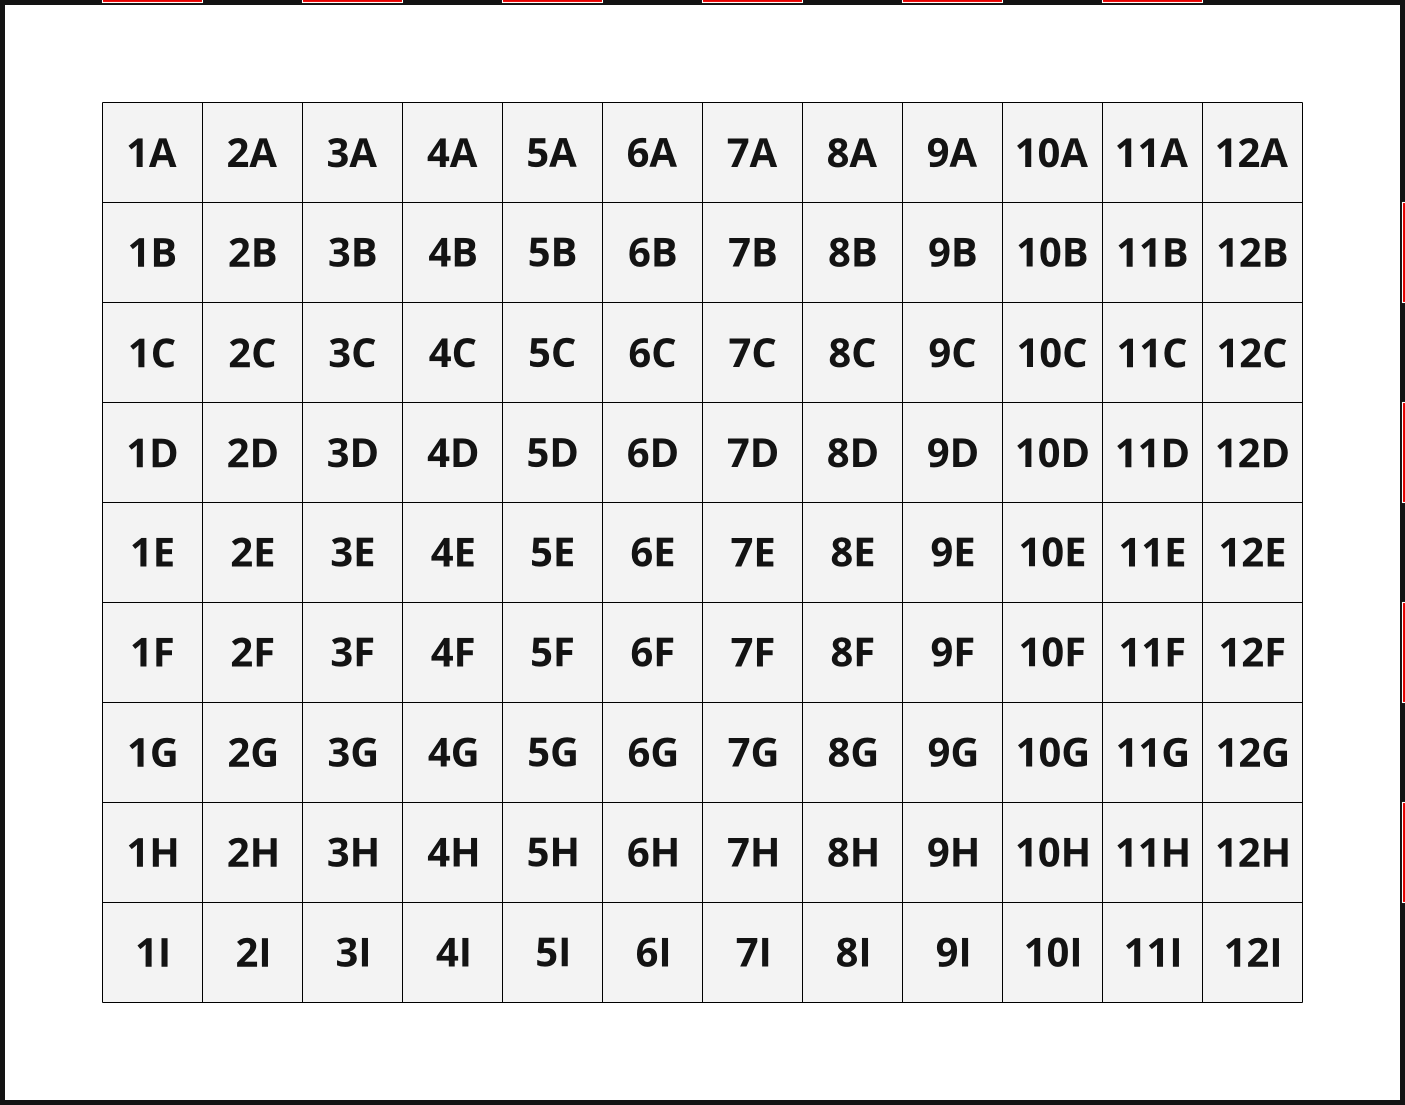 1A 2A 3A 4A 5A 6A 7A 8A 9A 10A 11A 12A
1B 2B 3B 4B 5B 6B 7B 8B 9B 10B 11B 12B
1C 2C 3C 4C 5C 6C 7C 8C 9C 10C 11C 12C
1D 2D 3D 4D 5D 6D 7D 8D 9D 10D 11D 12D
1E 2E 3E 4E 5E 6E 7E 8E 9E 10E 11E 12E
1F 2F 3F 4F 5F 6F 7F 8F 9F 10F 11F 12F
1G 2G 3G 4G 5G 6G 7G 8G 9G 10G 11G 12G
1H 2H 3H 4H 5H 6H 7H 8H 9H 10H 11H 12H
1I 2I 3I 4I 5I 6I 7I 8I 9I 10I 11I 12I